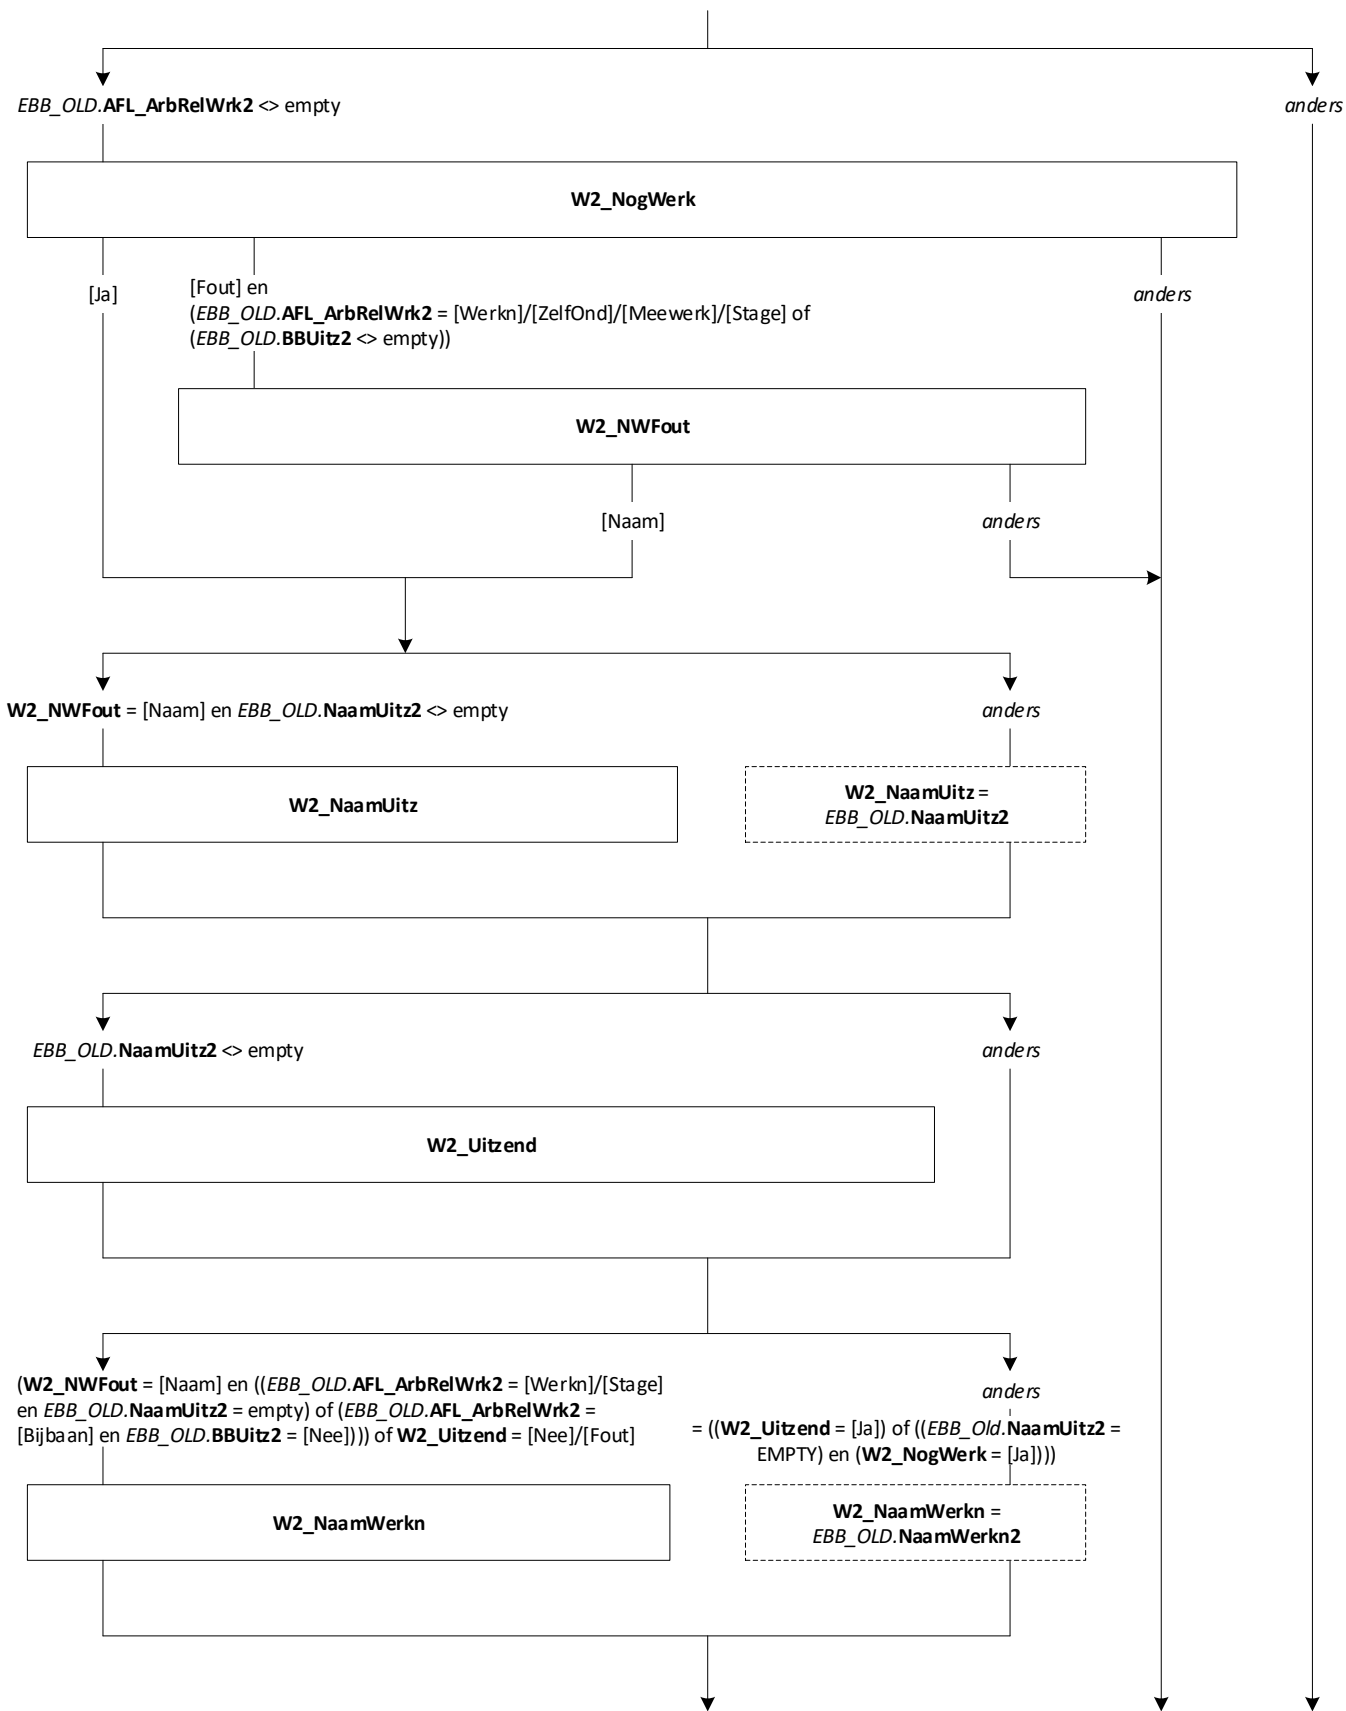 EBB_OLD.AFL_ArbRelWrk2 <> empty
anders
W2_NogWerk
[Ja]
[Fout] en
(EBB_OLD.AFL_ArbRelWrk2 = [Werkn]/[ZelfOnd]/[Meewerk]/[Stage] of
(EBB_OLD.BBUitz2 <> empty))
anders
W2_NWFout
[Naam]
anders
W2_NWFout = [Naam] en EBB_OLD.NaamUitz2 <> empty
anders
W2_NaamUitz
W2_NaamUitz =
EBB_OLD.NaamUitz2
EBB_OLD.NaamUitz2 <> empty
anders
W2_Uitzend
(W2_NWFout = [Naam] en ((EBB_OLD.AFL_ArbRelWrk2 = [Werkn]/[Stage]
en EBB_OLD.NaamUitz2 = empty) of (EBB_OLD.AFL_ArbRelWrk2 =
[Bijbaan] en EBB_OLD.BBUitz2 = [Nee]))) of W2_Uitzend = [Nee]/[Fout]
anders
= ((W2_Uitzend = [Ja]) of ((EBB_Old.NaamUitz2 =
EMPTY) en (W2_NogWerk = [Ja])))
W2_NaamWerkn
W2_NaamWerkn =
EBB_OLD.NaamWerkn2